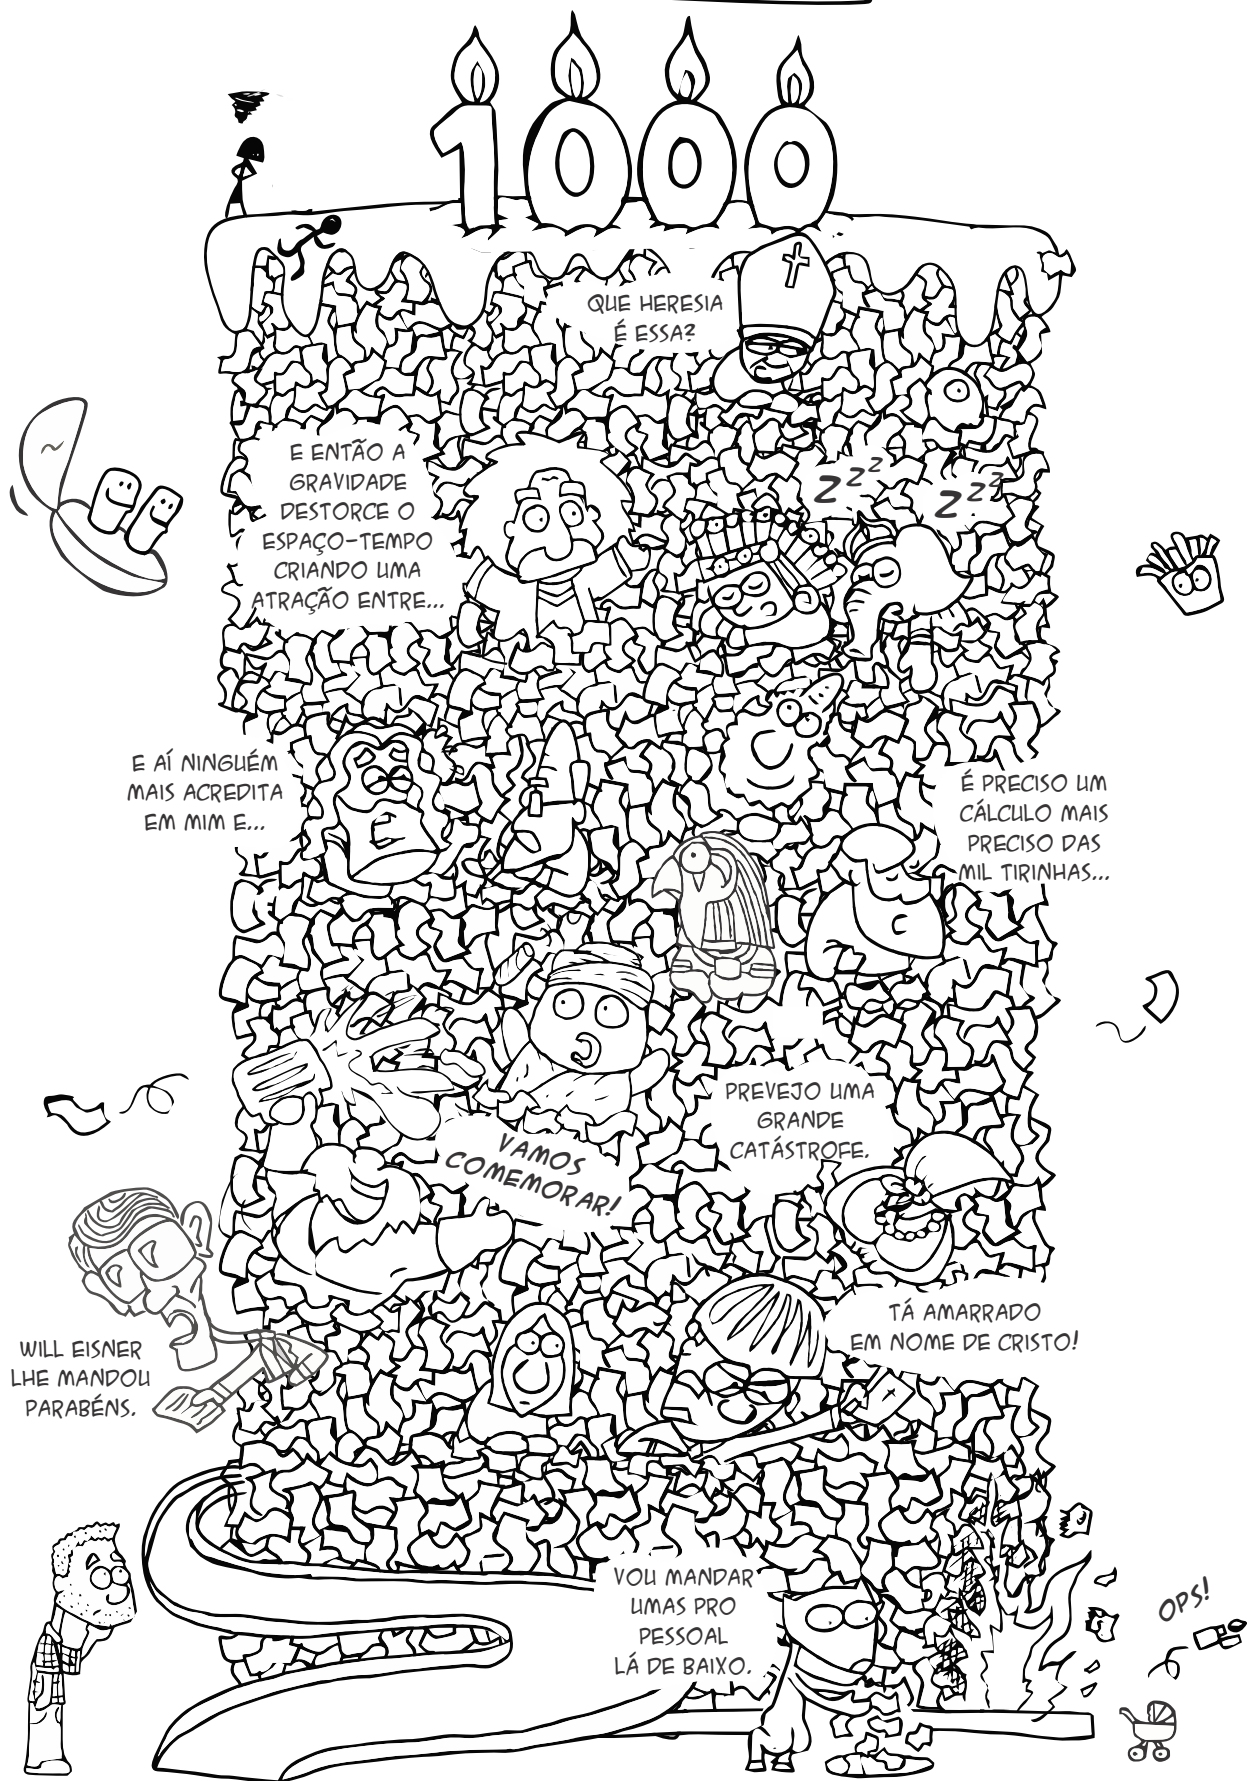 1000
QUE HERESIA
É ESSA?
E ENTÃO A
GRAVIDADE
DESTORCE O
ESPAÇO-TEMPO
CRIANDO UMA
ATRAÇÃO ENTRE...
ZZZ
ZZZ
E AÍ NINGUÉM
MAIS ACREDITA
EM MIM E...
É PRECISO UM
CÁLCULO MAIS
PRECISO DAS
MIL TIRINHAS...
VAMOS
COMEMORAR!
PREVEJO UMA
GRANDE
CATÁSTROFE.
TÁ AMARRADO
EM NOME DE CRISTO!
WILL EISNER
LHE MANDOU
PARABÉNS.
VOU MANDAR
UMAS PRO
PESSOAL
LÁ DE BAIXO.
OPS!